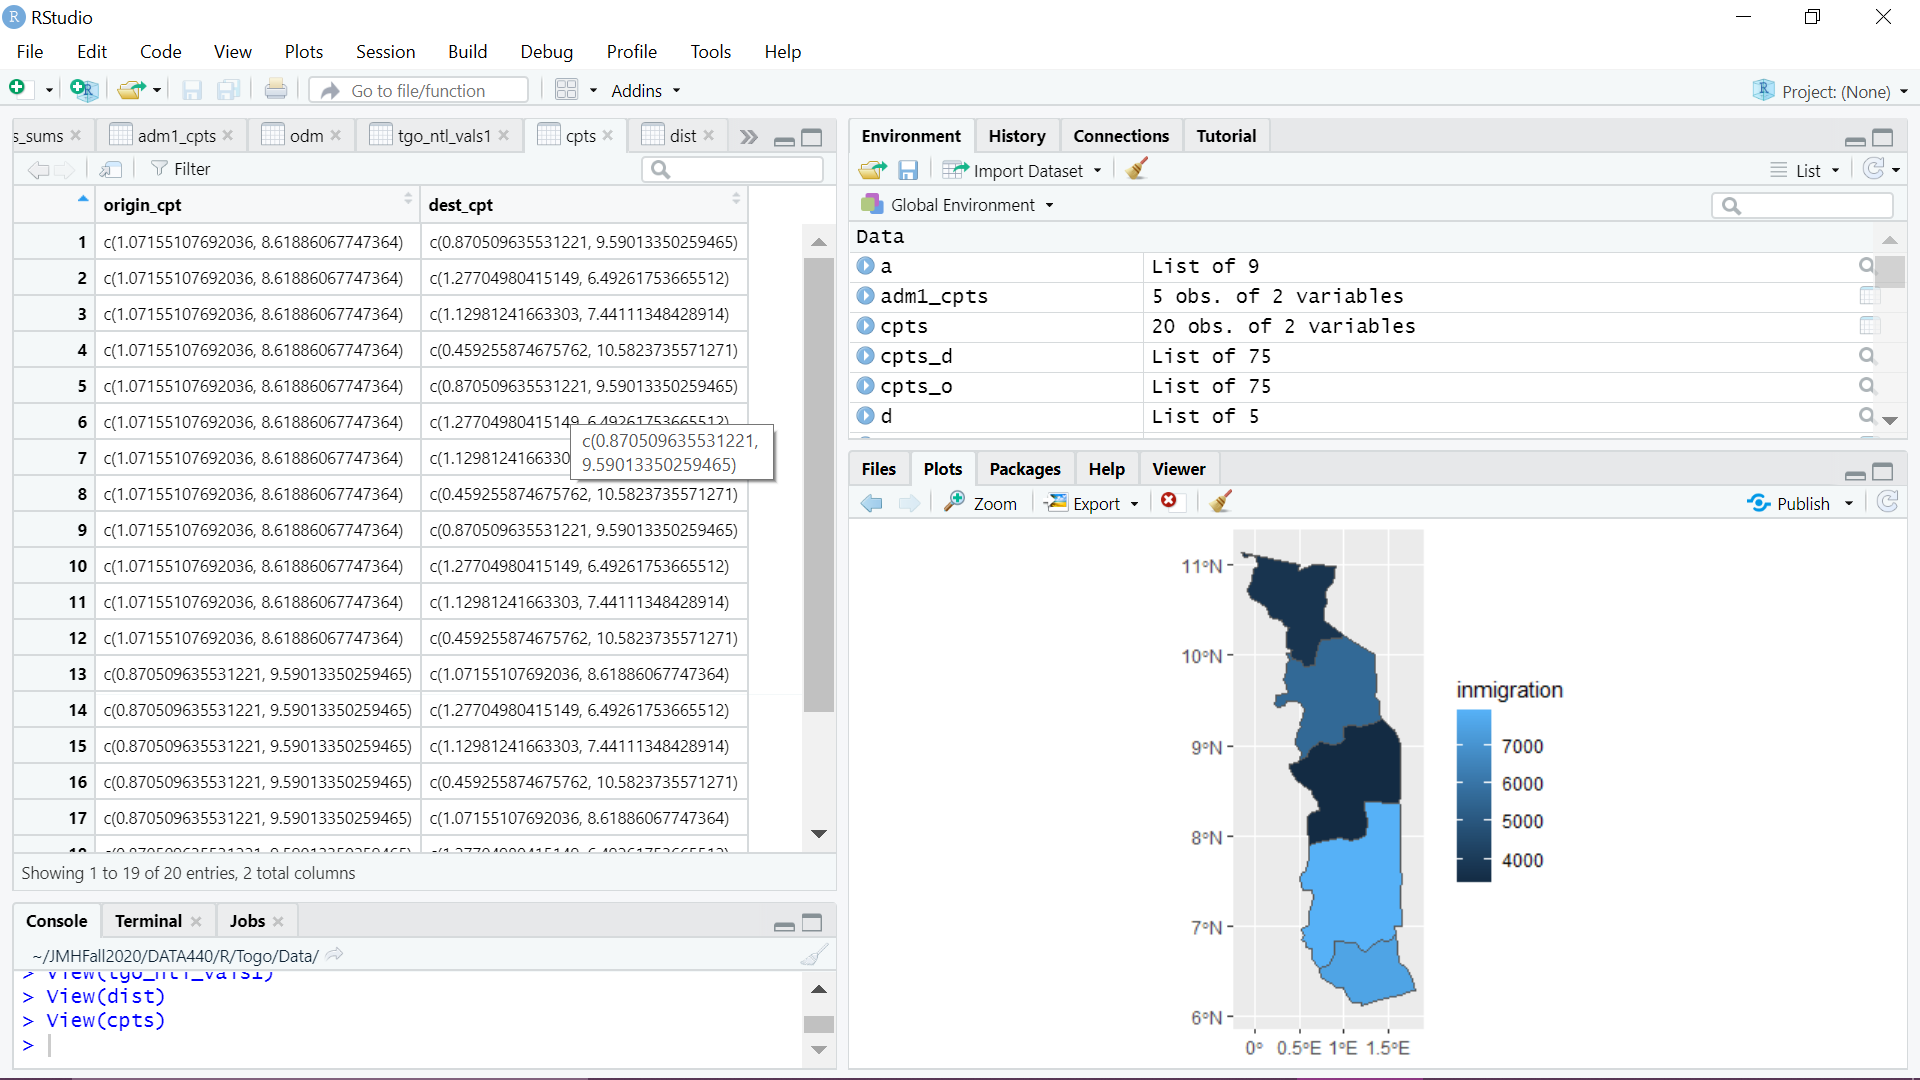 RStudio
File Edit Code View Plots Session Build Debug Profile Tools Help
Go to file/function Addins Project: (None)
s_sums adm1_cpts odm tgo_ntl_vals1 cpts dist
Filter
origin_cpt dest_cpt
1 c(1.07155107692036, 8.61886067747364) c(0.870509635531221, 9.59013350259465)
2 c(1.07155107692036, 8.61886067747364) c(1.27704980415149, 6.49261753665512)
3 c(1.07155107692036, 8.61886067747364) c(1.12981241663303, 7.44111348428914)
4 c(1.07155107692036, 8.61886067747364) c(0.459255874675762, 10.5823735571271)
5 c(1.07155107692036, 8.61886067747364) c(0.870509635531221, 9.59013350259465)
6 c(1.07155107692036, 8.61886067747364) c(1.27704980415149, 6.49261753665512)
7 c(1.07155107692036, 8.61886067747364) c(1.1298124166330
c(0.870509635531221,
9.59013350259465)
8 c(1.07155107692036, 8.61886067747364) c(0.459255874675762, 10.5823735571271)
9 c(1.07155107692036, 8.61886067747364) c(0.870509635531221, 9.59013350259465)
10 c(1.07155107692036, 8.61886067747364) c(1.27704980415149, 6.49261753665512)
11 c(1.07155107692036, 8.61886067747364) c(1.12981241663303, 7.44111348428914)
12 c(1.07155107692036, 8.61886067747364) c(0.459255874675762, 10.5823735571271)
13 c(0.870509635531221, 9.59013350259465) c(1.07155107692036, 8.61886067747364)
14 c(0.870509635531221, 9.59013350259465) c(1.27704980415149, 6.49261753665512)
15 c(0.870509635531221, 9.59013350259465) c(1.12981241663303, 7.44111348428914)
16 c(0.870509635531221, 9.59013350259465) c(0.459255874675762, 10.5823735571271)
17 c(0.870509635531221, 9.59013350259465) c(1.07155107692036, 8.61886067747364)
Showing 1 to 19 of 20 entries, 2 total columns
Console Terminal Jobs
~/JMHFall2020/DATA440/R/Togo/Data/
> View(tgo_ntl_vals1)
> View(dist)
> View(cpts)
>
Environment History Connections Tutorial
Import Dataset List
Global Environment
Data
a List of 9
adm1_cpts 5 obs. of 2 variables
cpts 20 obs. of 2 variables
cpts_d List of 75
cpts_o List of 75
d List of 5
Files Plots Packages Help Viewer
Zoom Export Publish
11°N
10°N
9°N
8°N
7°N
6°N
0° 0.5°E 1°E 1.5°E
inmigration
7000
6000
5000
4000